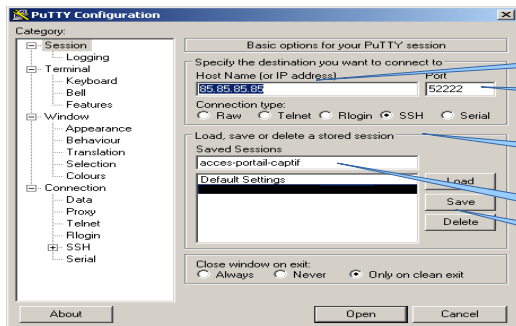 PuTTY Configuration
Category:
Session
Logging
Terminal
Keyboard
Bell
Features
Window
Appearance
Behaviour
Translation
Selection
Colours
Connection
Data
Proxy
Telnet
Rlogin
SSH
Serial
About
Basic options for your PuTTY session
Specify the destination you want to connect to
Host Name (or IP address) Port
85.85.85.85 52222
Connection type:
Raw Telnet Rlogin SSH Serial
Load, save or delete a stored session
Saved Sessions
acces-portail-captif
Default Settings
Load
Save
Delete
Close window on exit:
Always Never Only on clean exit
Open Cancel